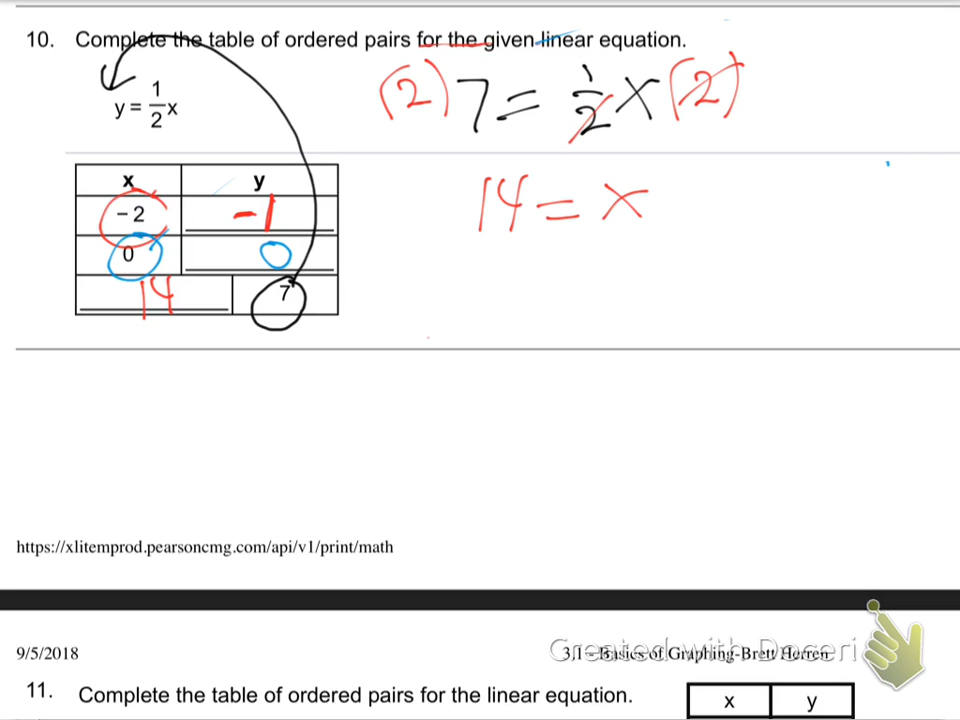 10. Complete the table of ordered pairs for the given linear equation.
y = 1/2 x
(2) 7 = 1/2 x (2)
14 = x
x y
-2 -1
0 0
14 7
https://xlitemprod.pearsoncmg.com/api/v1/print/math
9/5/2018 3.1 - Basics of Graphing-Brett Herren
Created with Doceri
11. Complete the table of ordered pairs for the linear equation.
x y